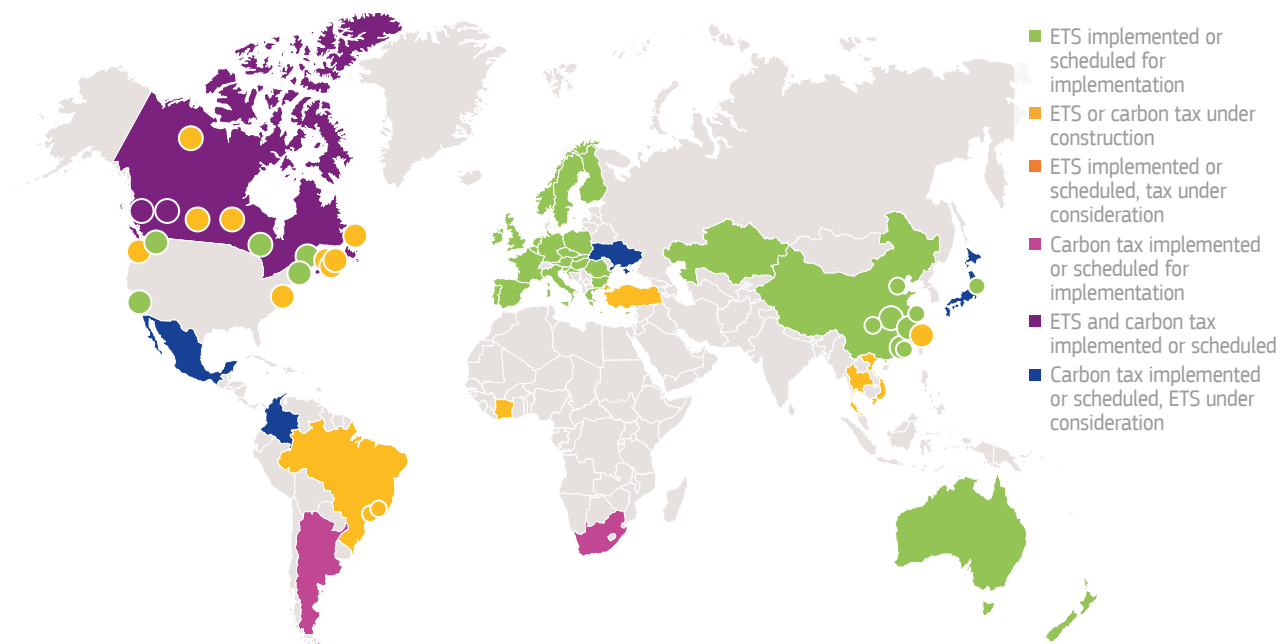 ETS implemented or
scheduled for
implementation
ETS or carbon tax under
construction
ETS implemented or
scheduled, tax under
consideration
Carbon tax implemented
or scheduled for
implementation
ETS and carbon tax
implemented or scheduled
Carbon tax implemented
or scheduled, ETS under
consideration